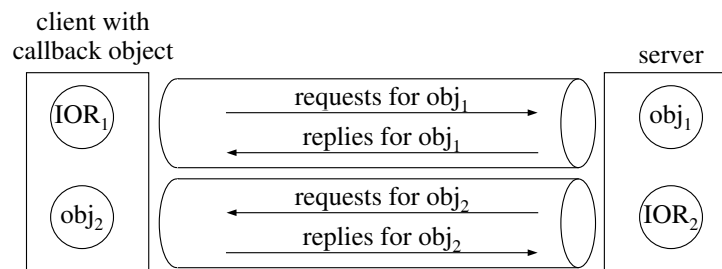 client with
callback object
server
IOR₁
requests for obj₁
replies for obj₁
obj₁
obj₂
requests for obj₂
replies for obj₂
IOR₂